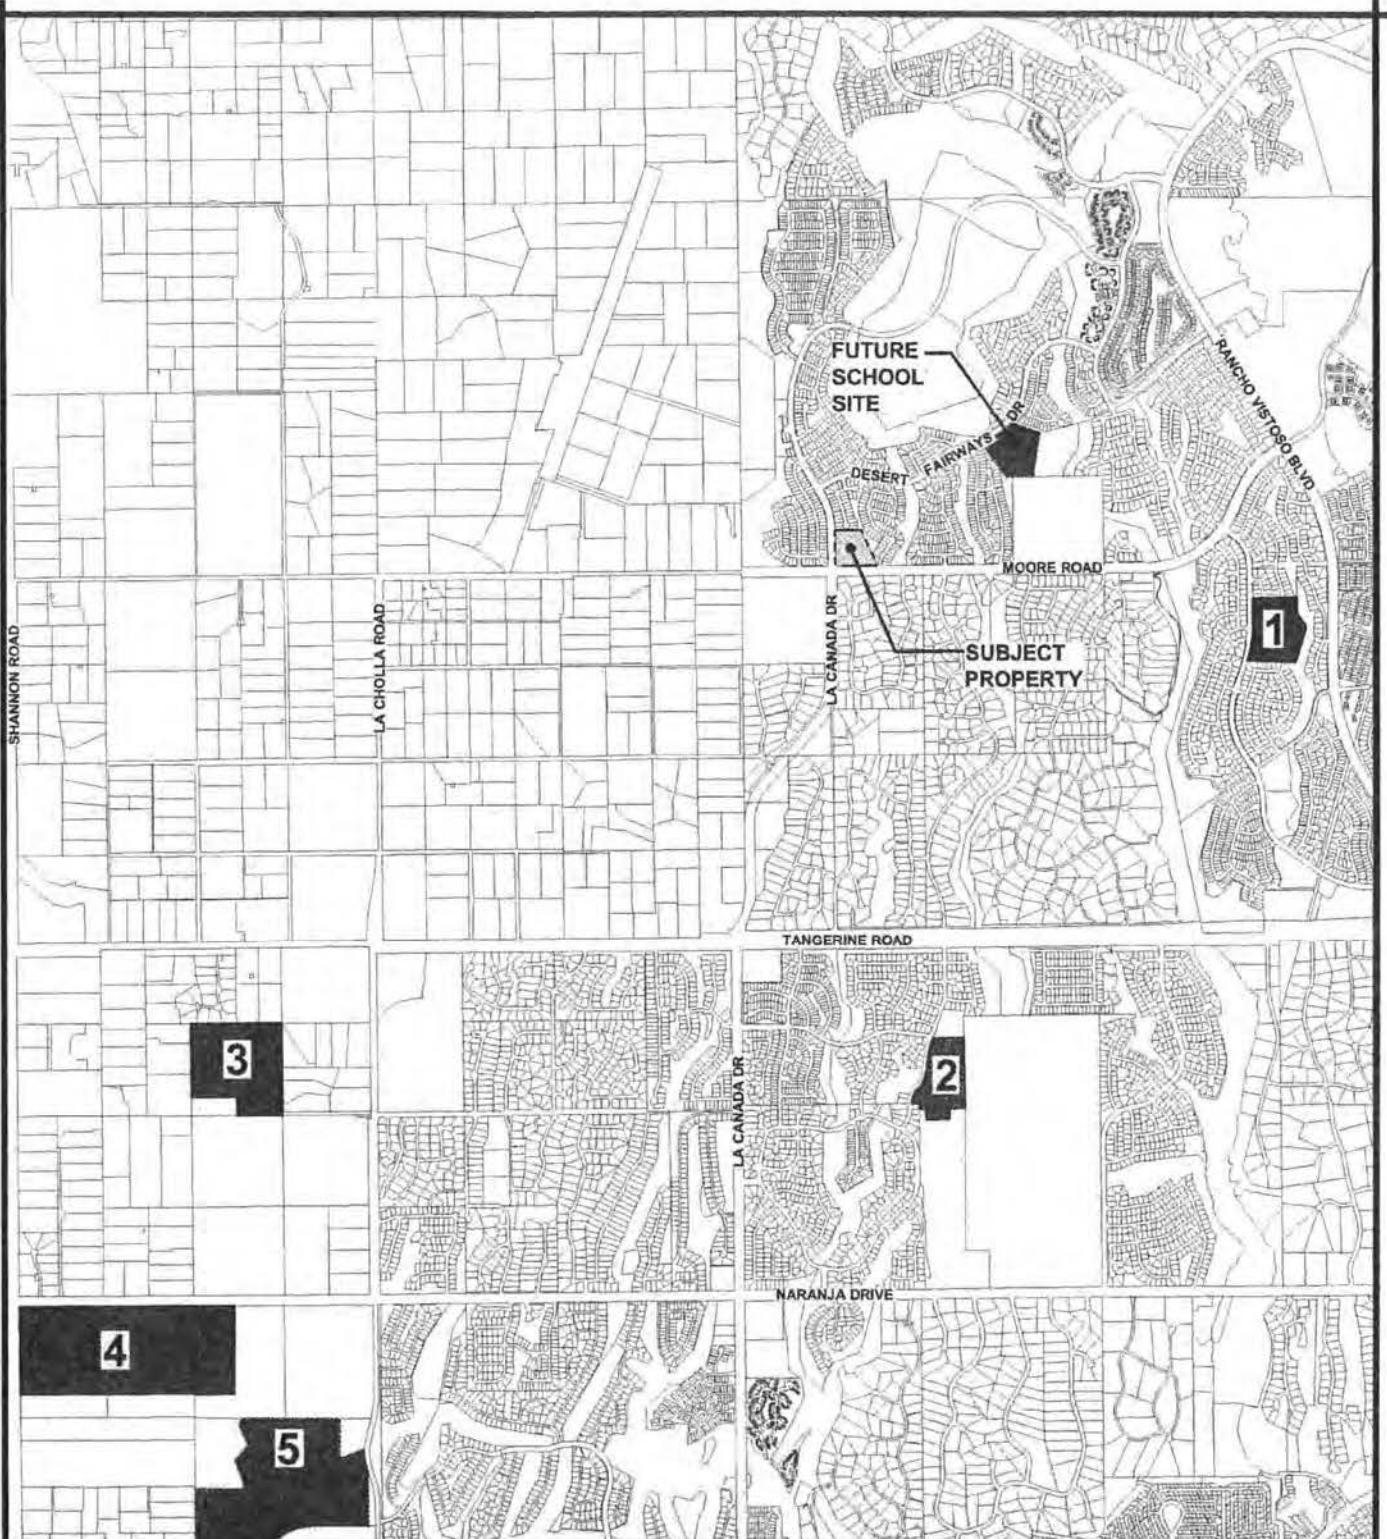 FUTURE
SCHOOL
SITE
RANCHO VISTOSO BLVD
DESERT FAIRWAYS DR
MOORE ROAD
1
SHANNON ROAD
LA CHOLLA ROAD
LA CANADA DR
SUBJECT
PROPERTY
TANGERINE ROAD
3
2
LA CANADA DR
NARANJA DRIVE
4
5